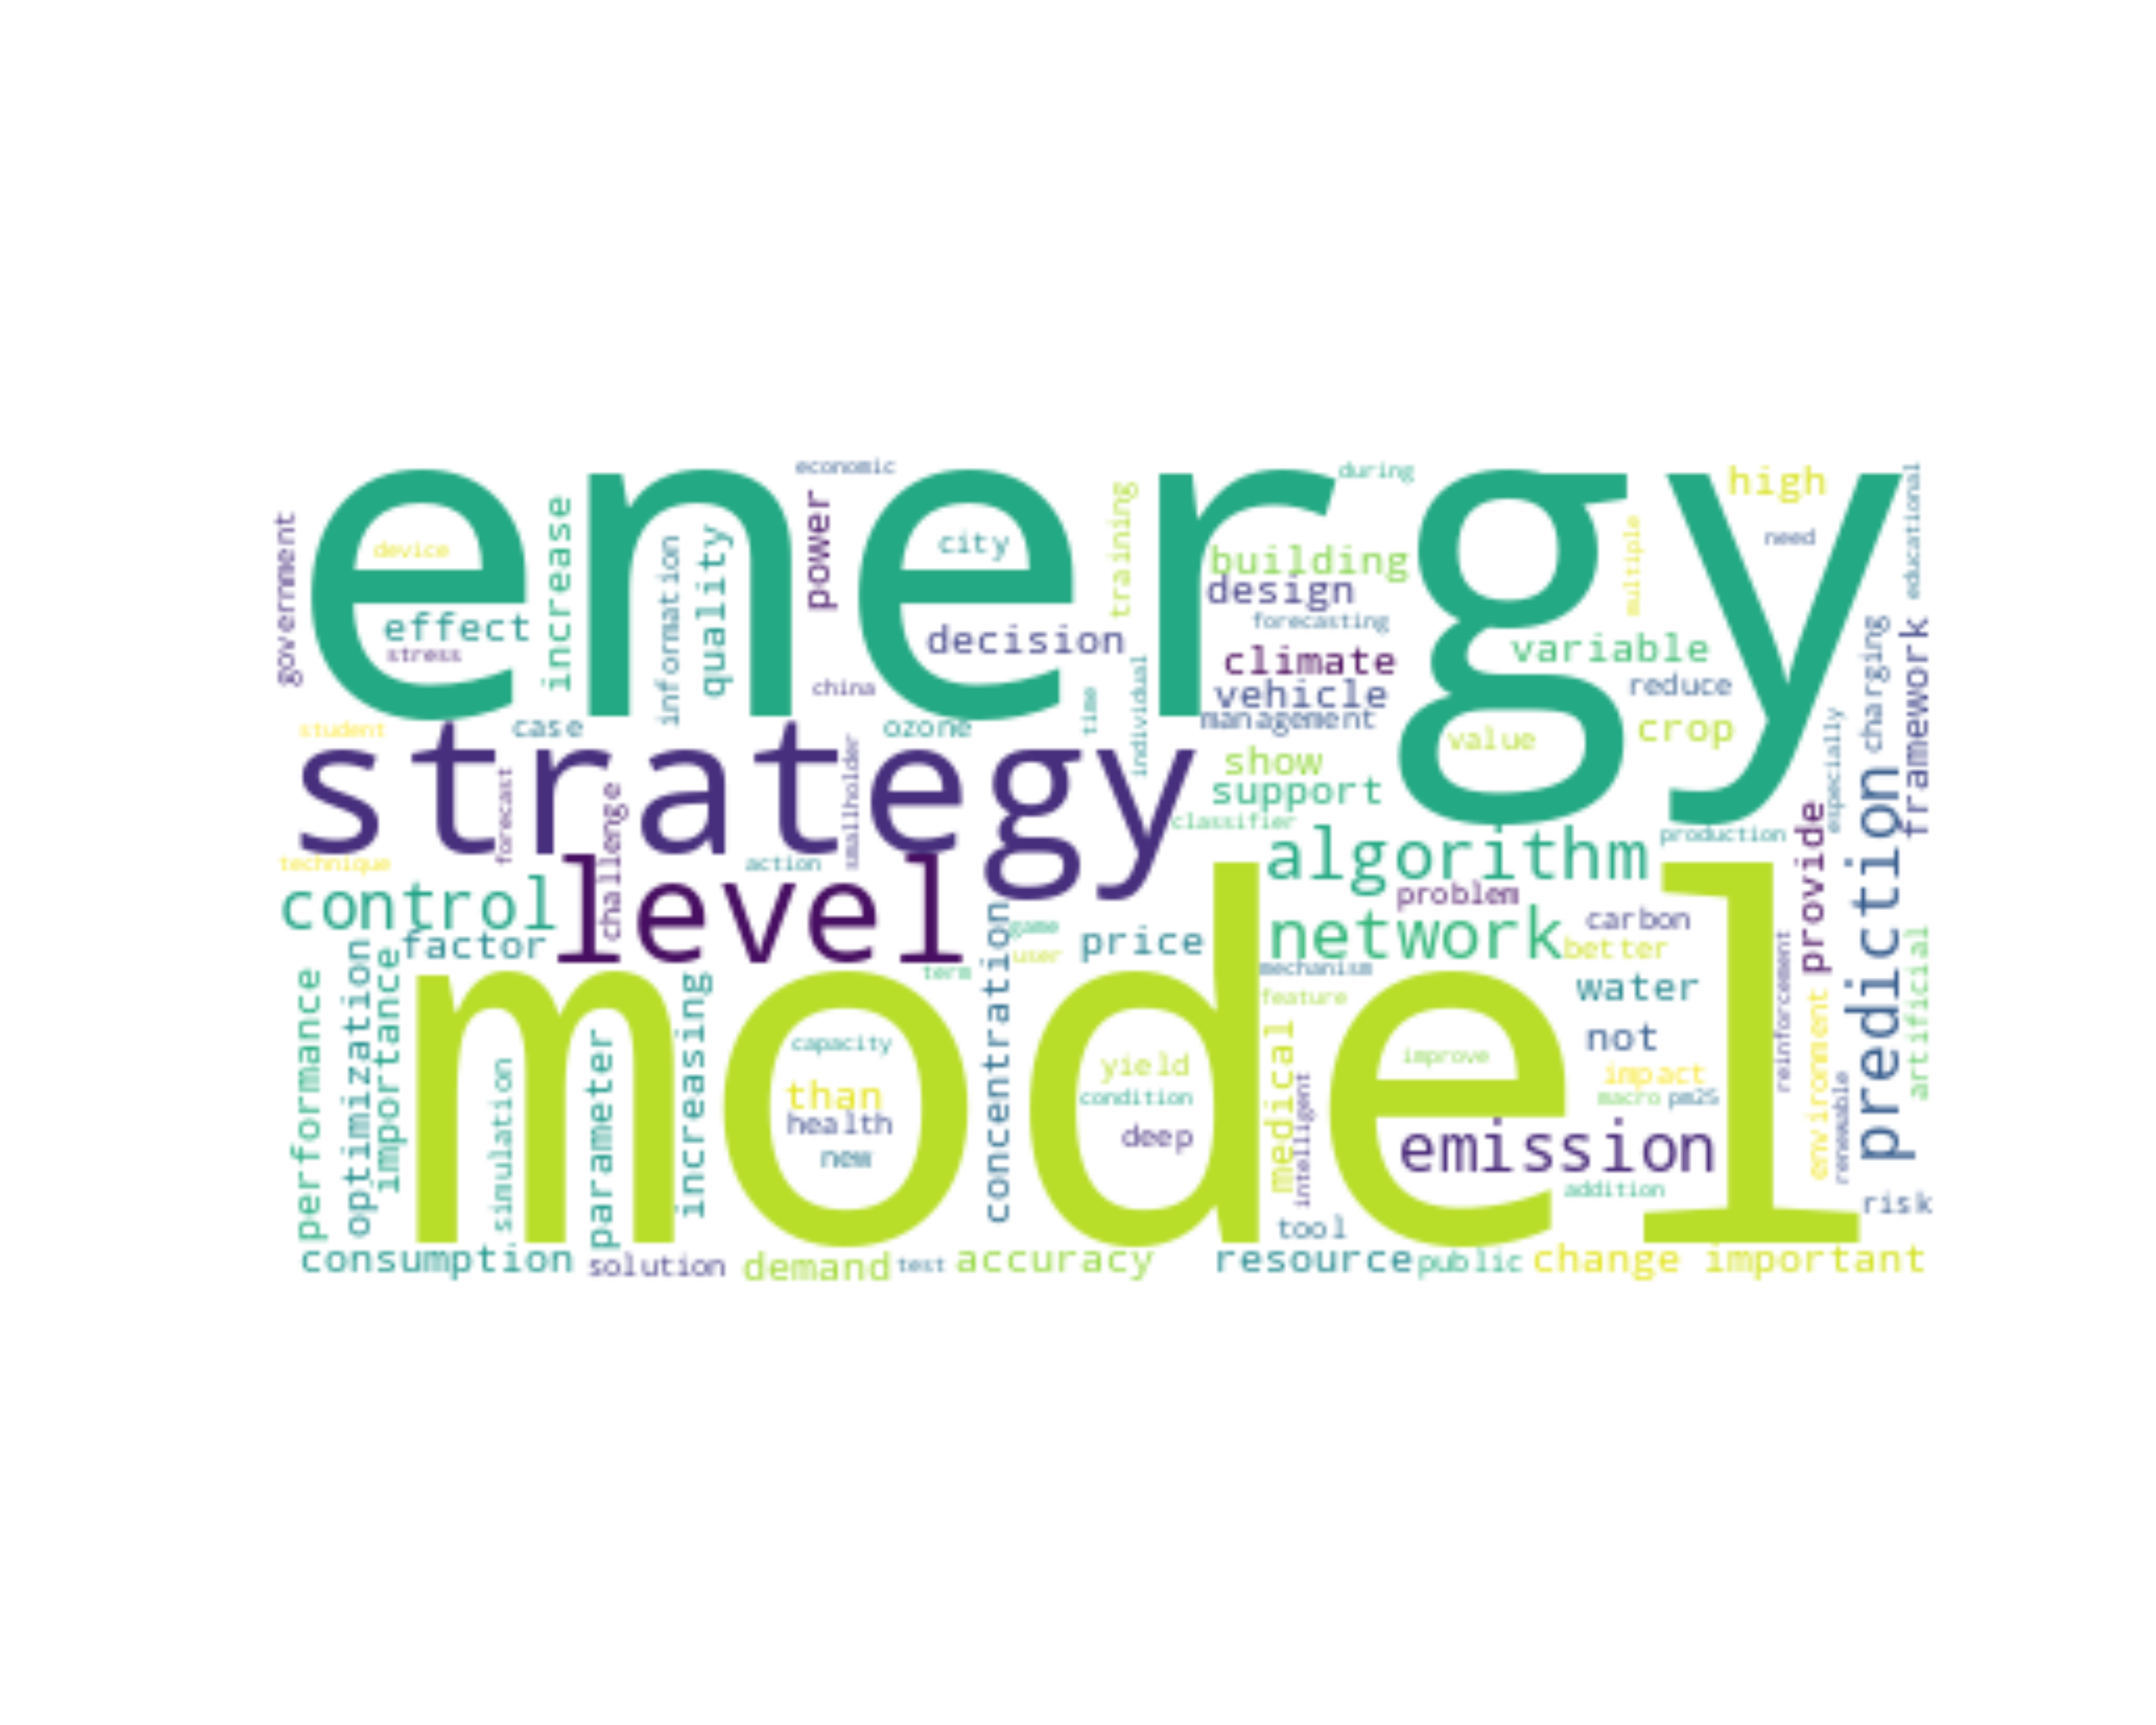 economic
during
energy
high
educational
government
device
increase
information
quality
power
city
training
building
design
multiple
need
effect
stress
decision
forecasting
climate
vehicle
management
variable
reduce
charging
framework
china
time
individual
student
case
ozone
value
crop
especially
strategy
show
support
classifier
forecast
challenge
smallholder
technique
action
algorithm
production
provide
prediction
control
level
problem
carbon
network
better
factor
game
user
term
price
mechanism
feature
water
not
reinforcement
artificial
performance
optimization
importance
model
simulation
parameter
increasing
capacity
than
health
new
concentration
yield
condition
deep
medical
intelligent
improve
impact
macro
pm25
environment
renewable
emission
addition
risk
tool
consumption
solution
demand
test
accuracy
resource
public
change
important